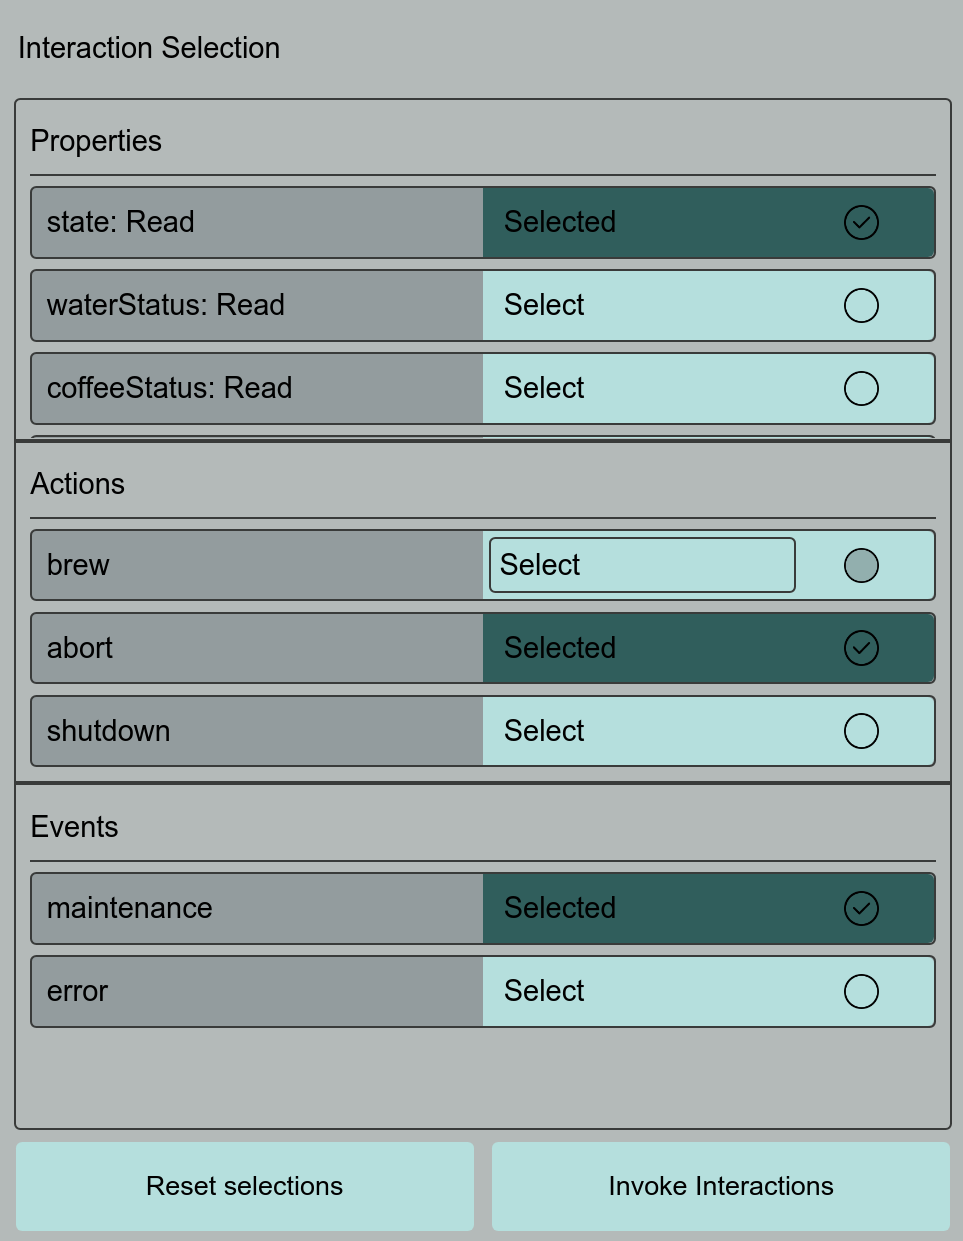 Interaction Selection
Properties
state: Read Selected
waterStatus: Read Select
coffeeStatus: Read Select
Actions
brew Select
abort Selected
shutdown Select
Events
maintenance Selected
error Select
Reset selections Invoke Interactions